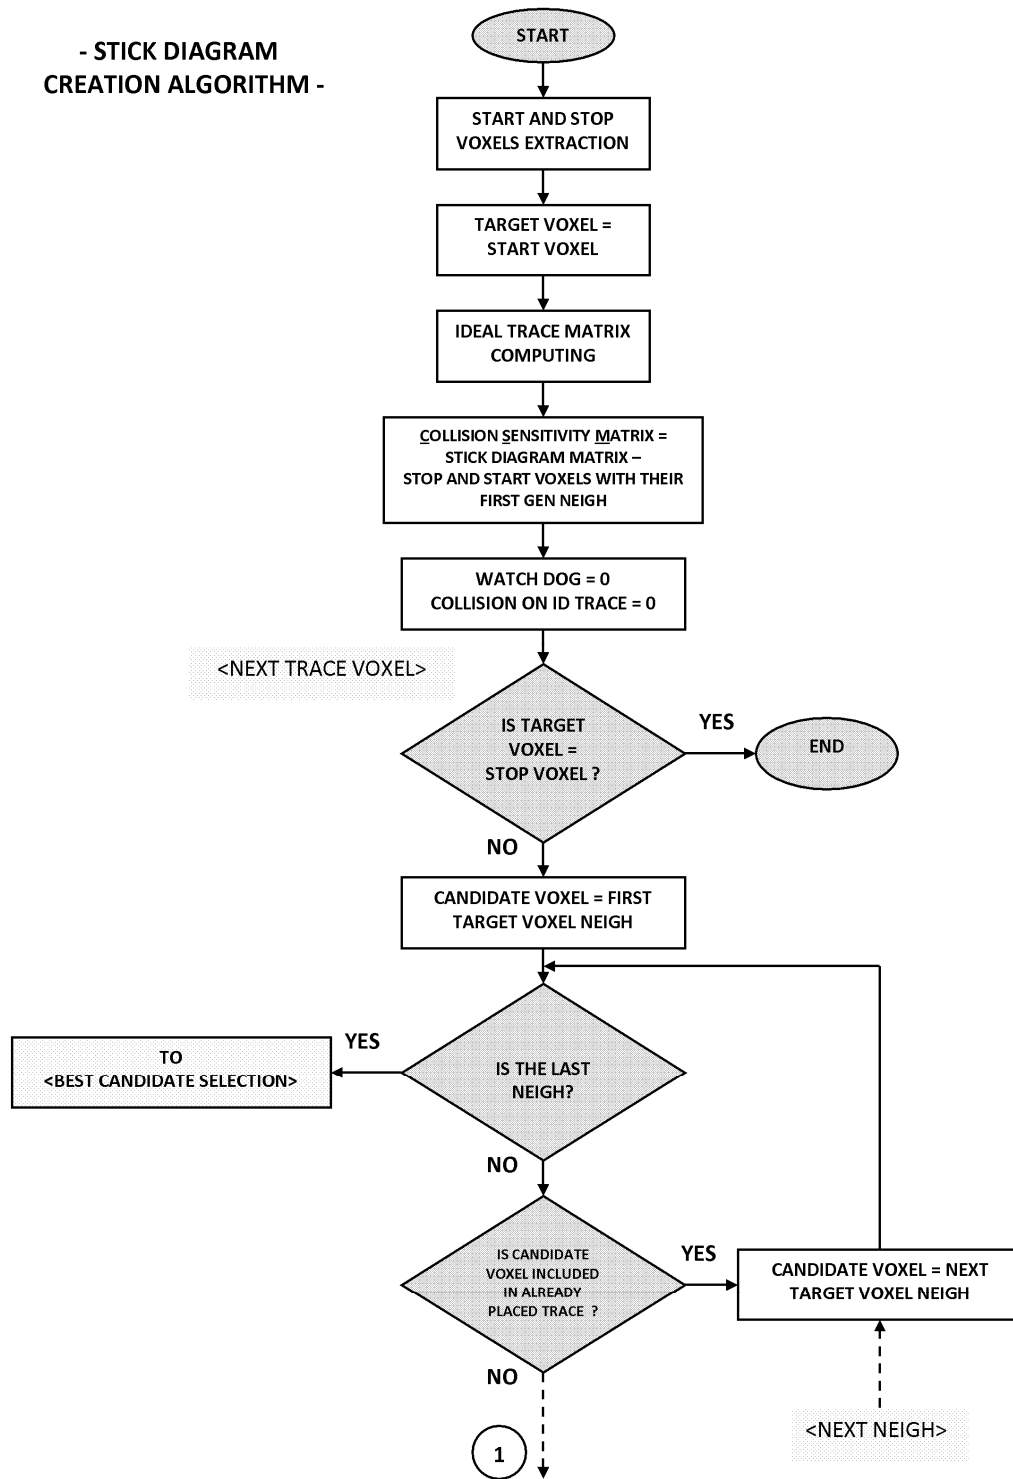 - STICK DIAGRAM
CREATION ALGORITHM -
START
START AND STOP
VOXELS EXTRACTION
TARGET VOXEL =
START VOXEL
IDEAL TRACE MATRIX
COMPUTING
COLLISION SENSITIVITY MATRIX =
STICK DIAGRAM MATRIX –
STOP AND START VOXELS WITH THEIR
FIRST GEN NEIGH
WATCH DOG = 0
COLLISION ON ID TRACE = 0
<NEXT TRACE VOXEL>
IS TARGET
VOXEL =
STOP VOXEL ?
YES
END
NO
CANDIDATE VOXEL = FIRST
TARGET VOXEL NEIGH
IS THE LAST
NEIGH?
YES
TO
<BEST CANDIDATE SELECTION>
NO
IS CANDIDATE
VOXEL INCLUDED
IN ALREADY
PLACED TRACE ?
YES
CANDIDATE VOXEL = NEXT
TARGET VOXEL NEIGH
NO
<NEXT NEIGH>
1